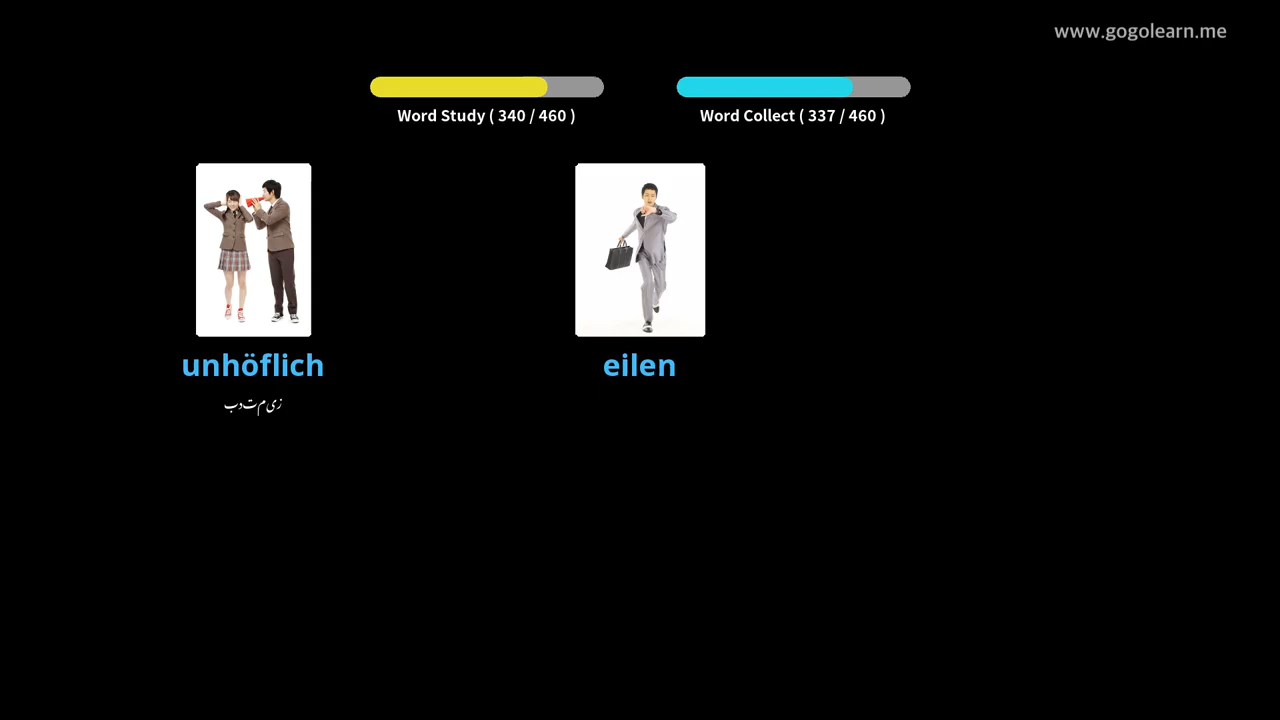 www.gogolearn.me
Word Study ( 340 / 460 )
Word Collect ( 337 / 460 )
unhöflich
eilen
بدتمیز